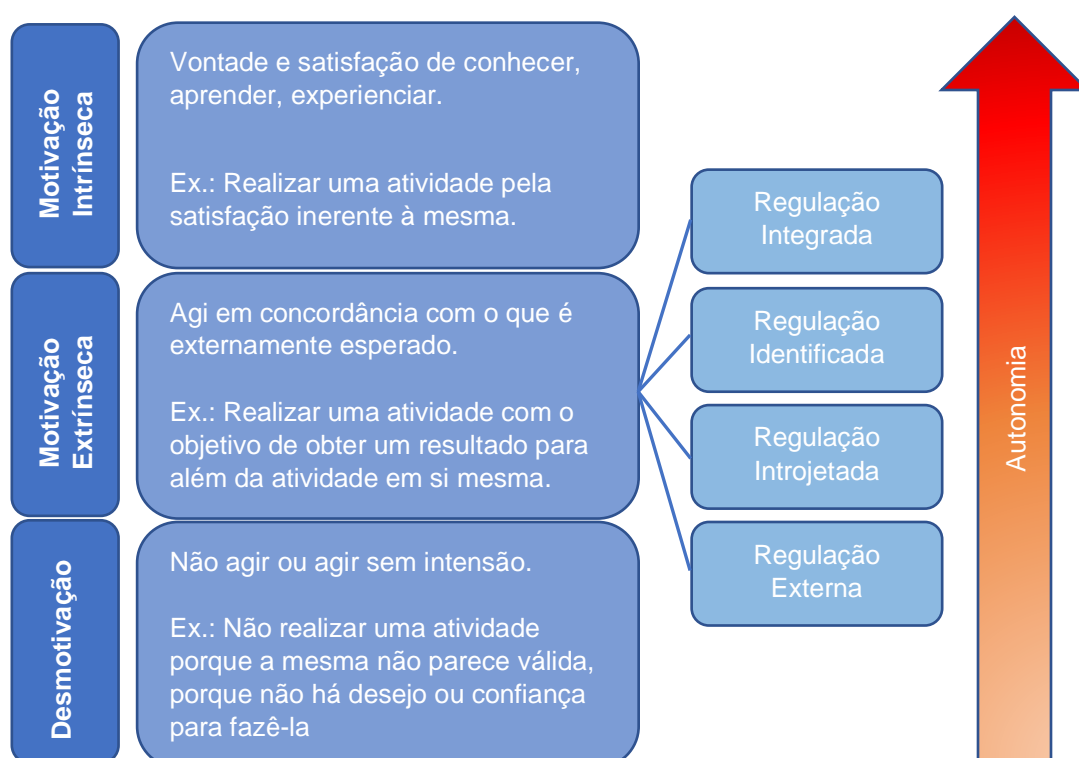 Motivação
Intrínseca
Vontade e satisfação de conhecer,
aprender, experienciar.
Ex.: Realizar uma atividade pela
satisfação inerente à mesma.
Motivação
Extrínseca
Agi em concordância com o que é
externamente esperado.
Ex.: Realizar uma atividade com o
objetivo de obter um resultado para
além da atividade em si mesma.
Regulação
Integrada
Regulação
Identificada
Regulação
Introjetada
Regulação
Externa
Desmotivação
Não agir ou agir sem intensão.
Ex.: Não realizar uma atividade
porque a mesma não parece válida,
porque não há desejo ou confiança
para fazê-la
Autonomia